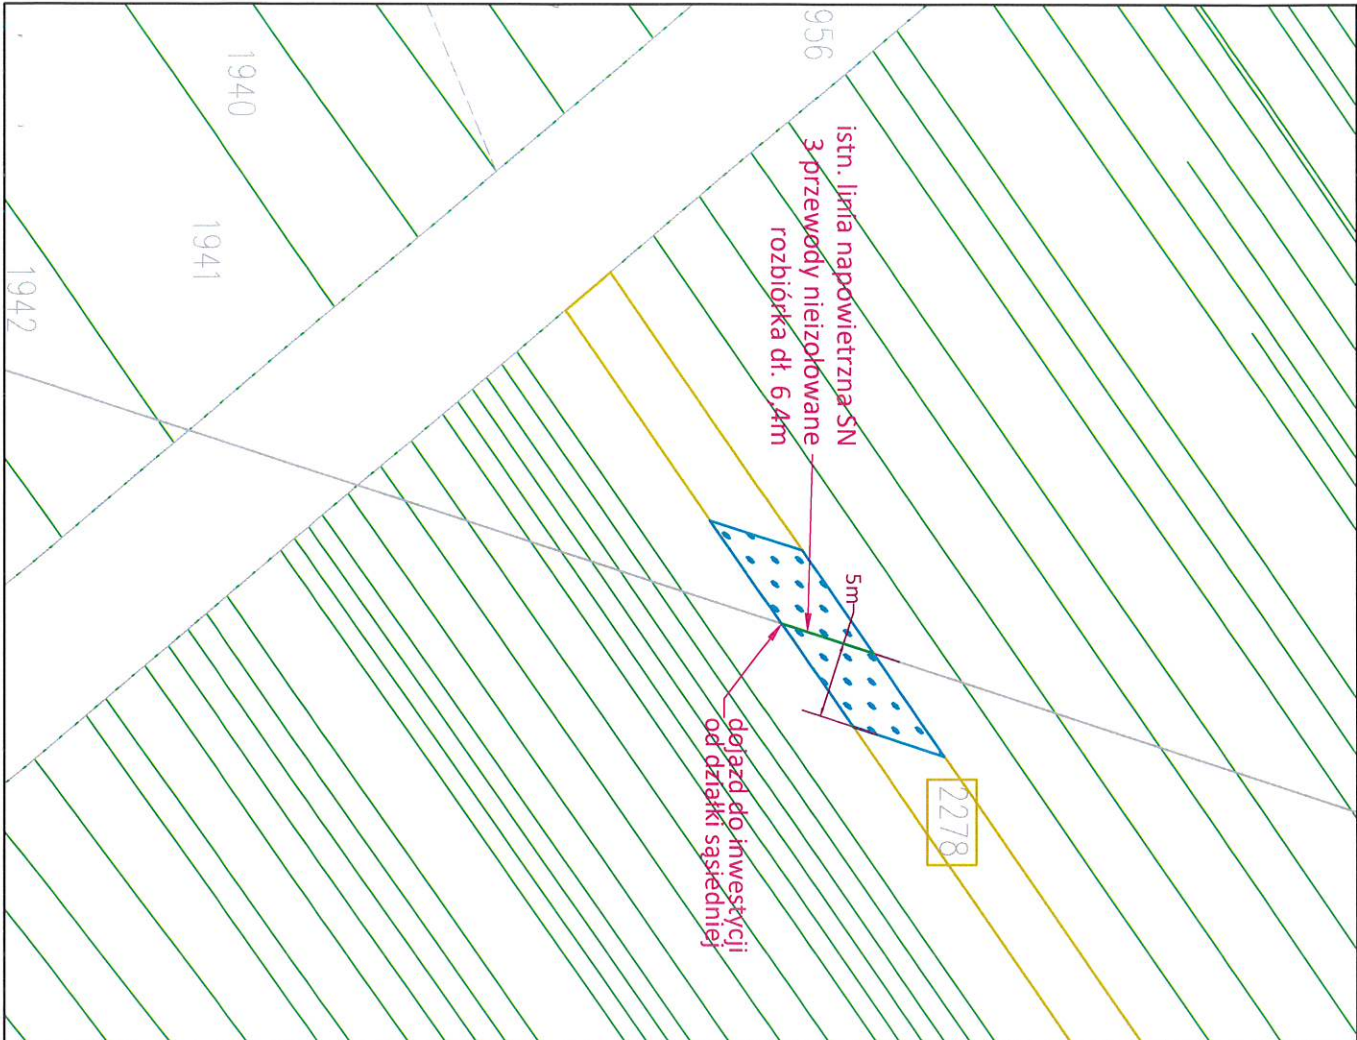 istn. linia napowietrzna SN
3 przewody nieizolowane
rozbiórka dł. 6,4m
5m
dojazd do inwestycji
od działki sąsiedniej
2278
956
1940
1941
1942